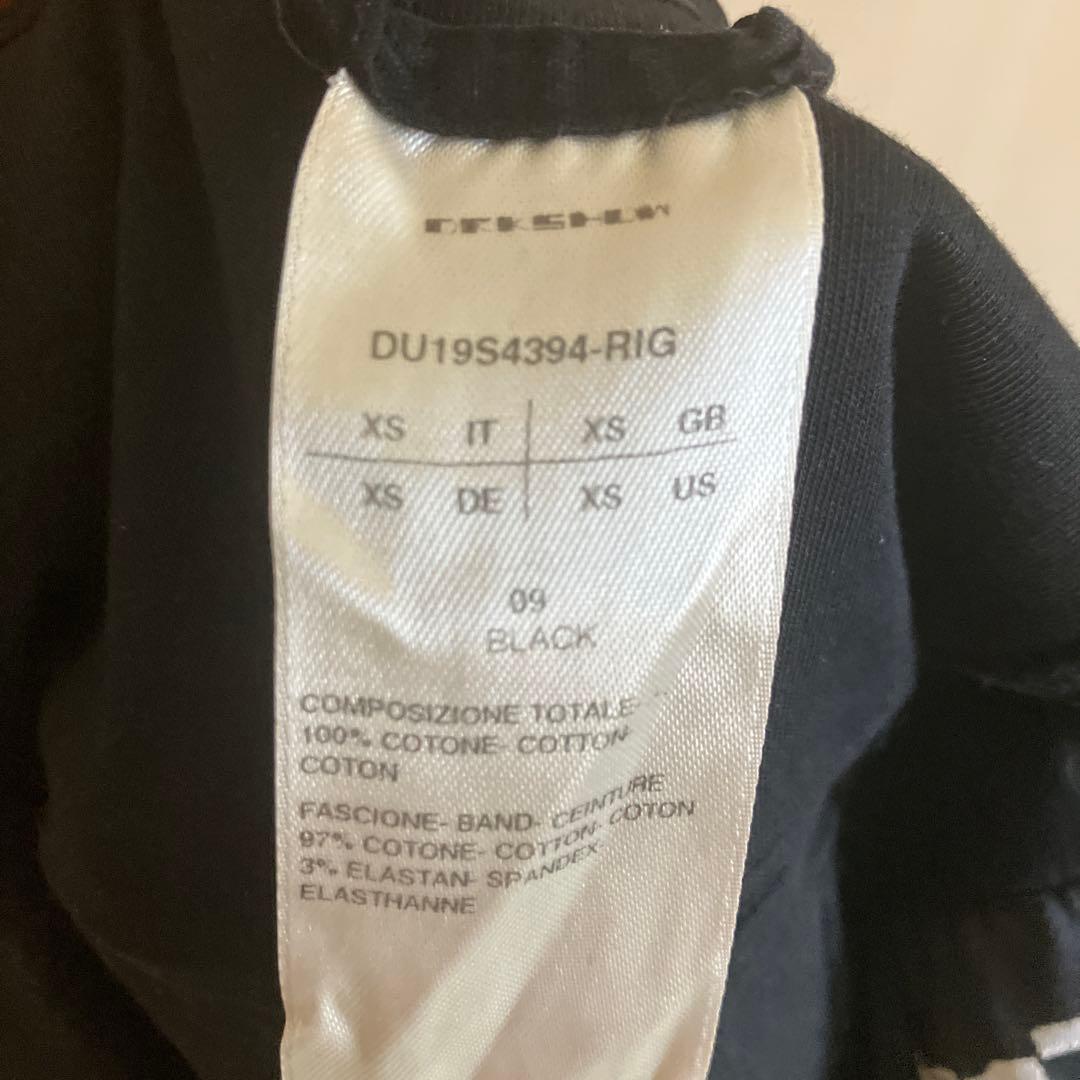 DRKSHDW
DU19S4394-RIG
XS IT XS GB
XS DE XS US
09
BLACK
COMPOSIZIONE TOTALE-
100% COTONE- COTTON-
COTON
FASCIONE- BAND- CEINTURE
97% COTONE- COTTON- COTON
3% ELASTAN- SPANDEX-
ELASTHANNE